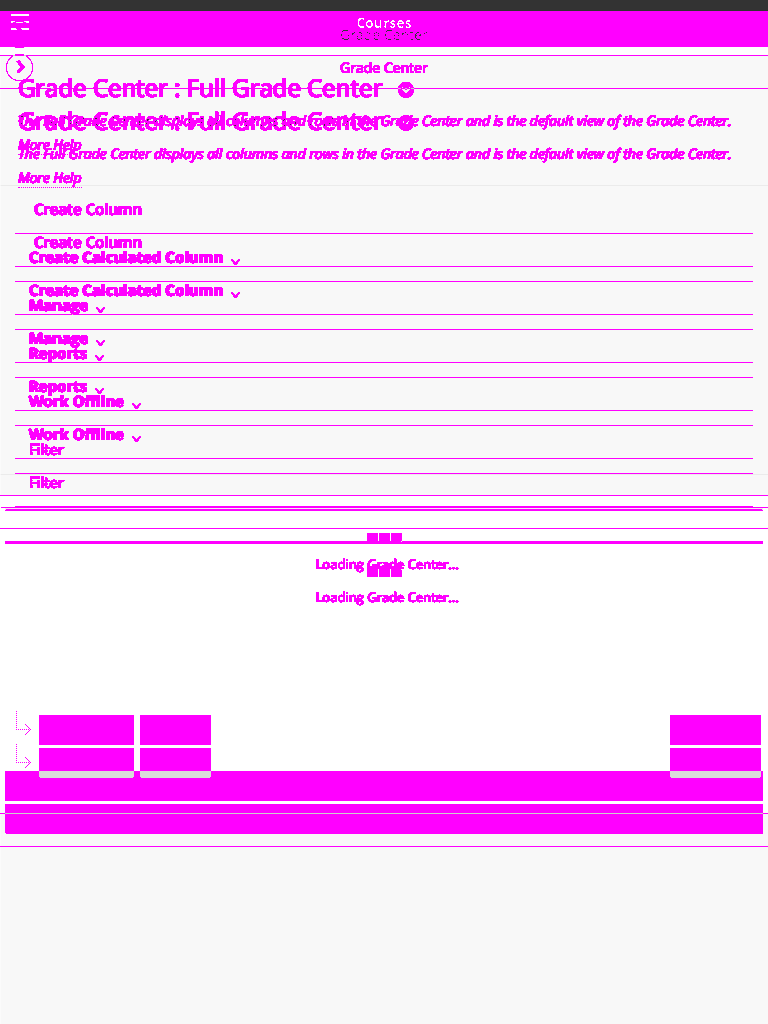 Courses
Grade Center
Grade Center
Grade Center : Full Grade Center
Grade Center : Full Grade Center
The Full Grade Center displays all columns and rows in the Grade Center and is the default view of the Grade Center.
More Help
The Full Grade Center displays all columns and rows in the Grade Center and is the default view of the Grade Center.
More Help
Create Column
Create Column
Create Calculated Column
Create Calculated Column
Manage
Manage
Reports
Reports
Work Offline
Work Offline
Filter
Filter
Loading Grade Center...
Loading Grade Center...